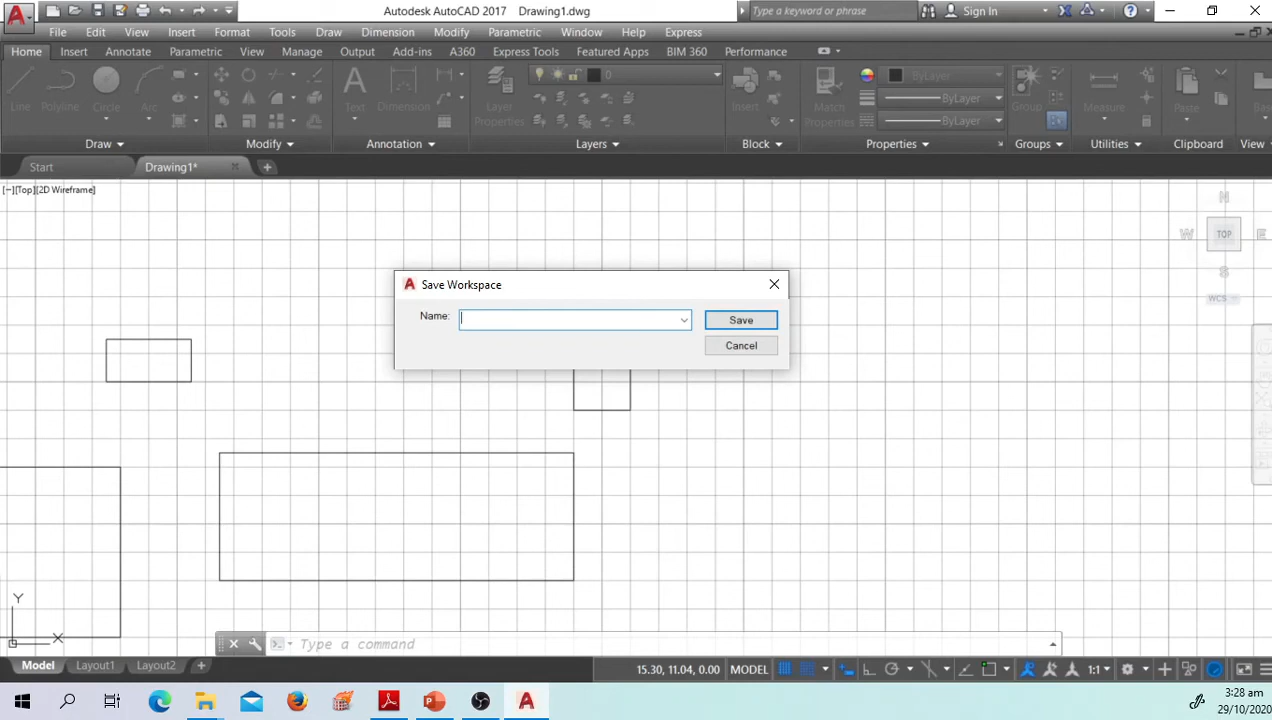 Autodesk AutoCAD 2017 Drawing1.dwg
Type a keyword or phrase
Sign In
File Edit View Insert Format Tools Draw Dimension Modify Parametric Window Help Express
Home Insert Annotate Parametric View Manage Output Add-ins A360 Express Tools Featured Apps BIM 360 Performance
Line Polyline Circle Arc
Text Dimension
Layer Properties
0
Insert
Match Properties
ByLayer
ByLayer
ByLayer
Group
Measure
Paste
Draw Modify Annotation Layers Block Properties Groups Utilities Clipboard View
Start Drawing1*
[−][Top][2D Wireframe]
N
W TOP E
S
WCS
Save Workspace
Name:
Save
Cancel
Y
X
Type a command
Model Layout1 Layout2
15.30, 11.04, 0.00 MODEL
1:1
3:28 am
29/10/2020